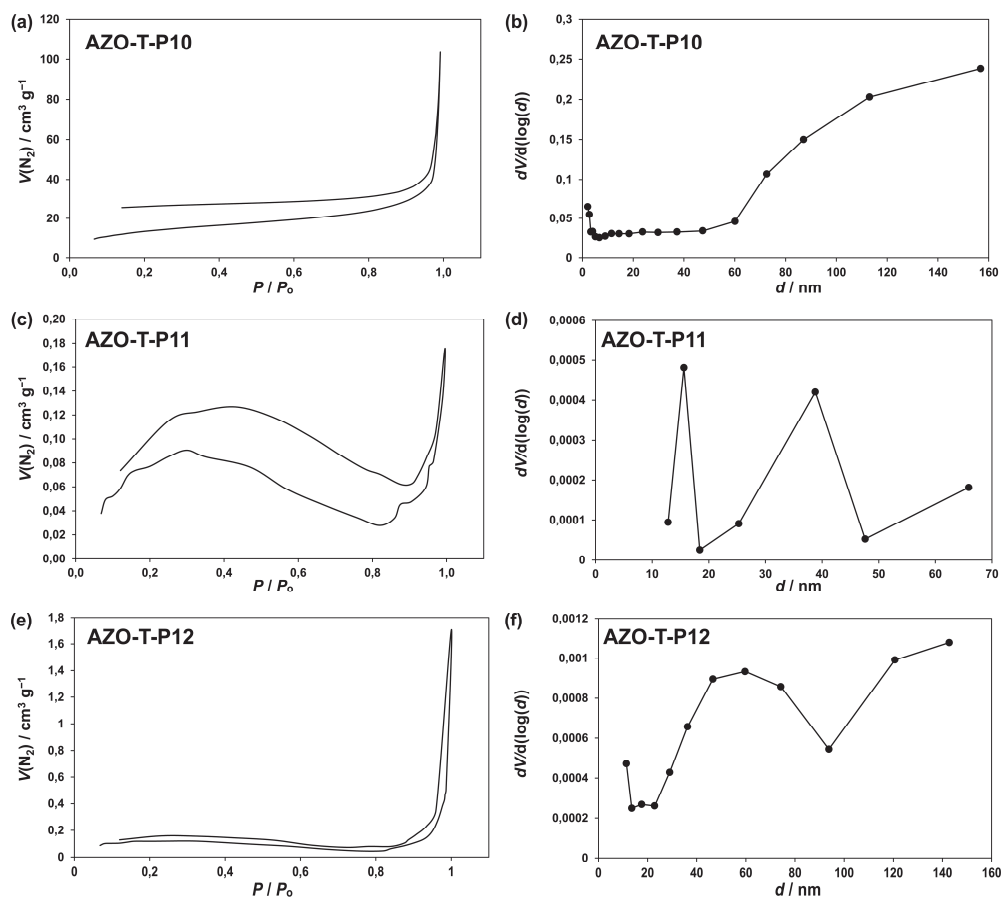 (a)
AZO-T-P10
V(N₂) / cm³ g⁻¹
120
100
80
60
40
20
0
0,0 0,2 0,4 0,6 0,8 1,0
P / Pₒ
(b)
AZO-T-P10
dV/d(log(d))
0,3
0,25
0,2
0,15
0,1
0,05
0
0 20 40 60 80 100 120 140 160
d / nm
(c)
AZO-T-P11
V(N₂) / cm³ g⁻¹
0,20
0,18
0,16
0,14
0,12
0,10
0,08
0,06
0,04
0,02
0,00
0,0 0,2 0,4 0,6 0,8 1,0
P / Pₒ
(d)
AZO-T-P11
dV/d(log(d))
0,0006
0,0005
0,0004
0,0003
0,0002
0,0001
0
0 10 20 30 40 50 60 70
d / nm
(e)
AZO-T-P12
V(N₂) / cm³ g⁻¹
1,8
1,6
1,4
1,2
1
0,8
0,6
0,4
0,2
0
0 0,2 0,4 0,6 0,8 1
P / Pₒ
(f)
AZO-T-P12
dV/d(log(d))
0,0012
0,001
0,0008
0,0006
0,0004
0,0002
0
0 20 40 60 80 100 120 140 160
d / nm